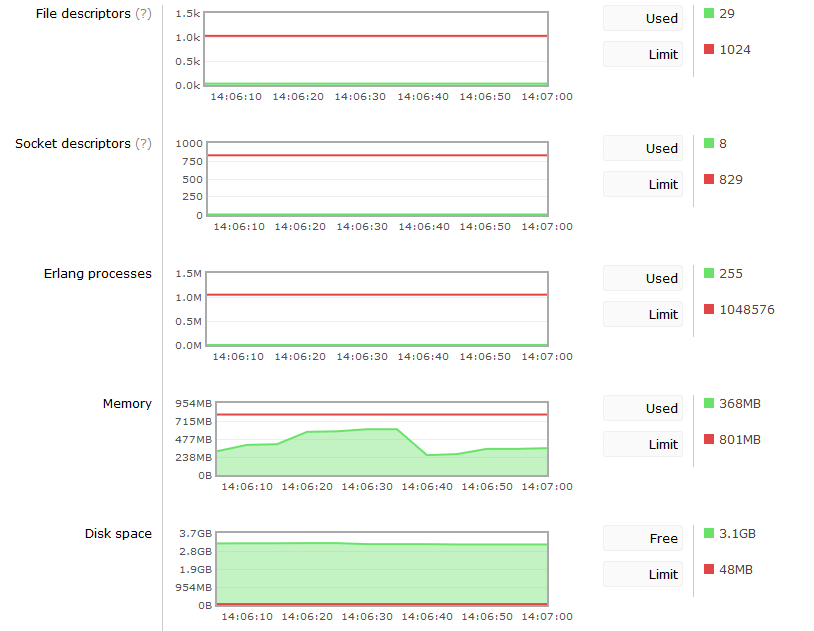 File descriptors (?)
1.5k
1.0k
0.5k
0.0k
14:06:10 14:06:20 14:06:30 14:06:40 14:06:50 14:07:00
Used 29
Limit 1024
Socket descriptors (?)
1000
750
500
250
0
14:06:10 14:06:20 14:06:30 14:06:40 14:06:50 14:07:00
Used 8
Limit 829
Erlang processes
1.5M
1.0M
0.5M
0.0M
14:06:10 14:06:20 14:06:30 14:06:40 14:06:50 14:07:00
Used 255
Limit 1048576
Memory
954MB
715MB
477MB
238MB
0B
14:06:10 14:06:20 14:06:30 14:06:40 14:06:50 14:07:00
Used 368MB
Limit 801MB
Disk space
3.7GB
2.8GB
1.9GB
954MB
0B
14:06:10 14:06:20 14:06:30 14:06:40 14:06:50 14:07:00
Free 3.1GB
Limit 48MB